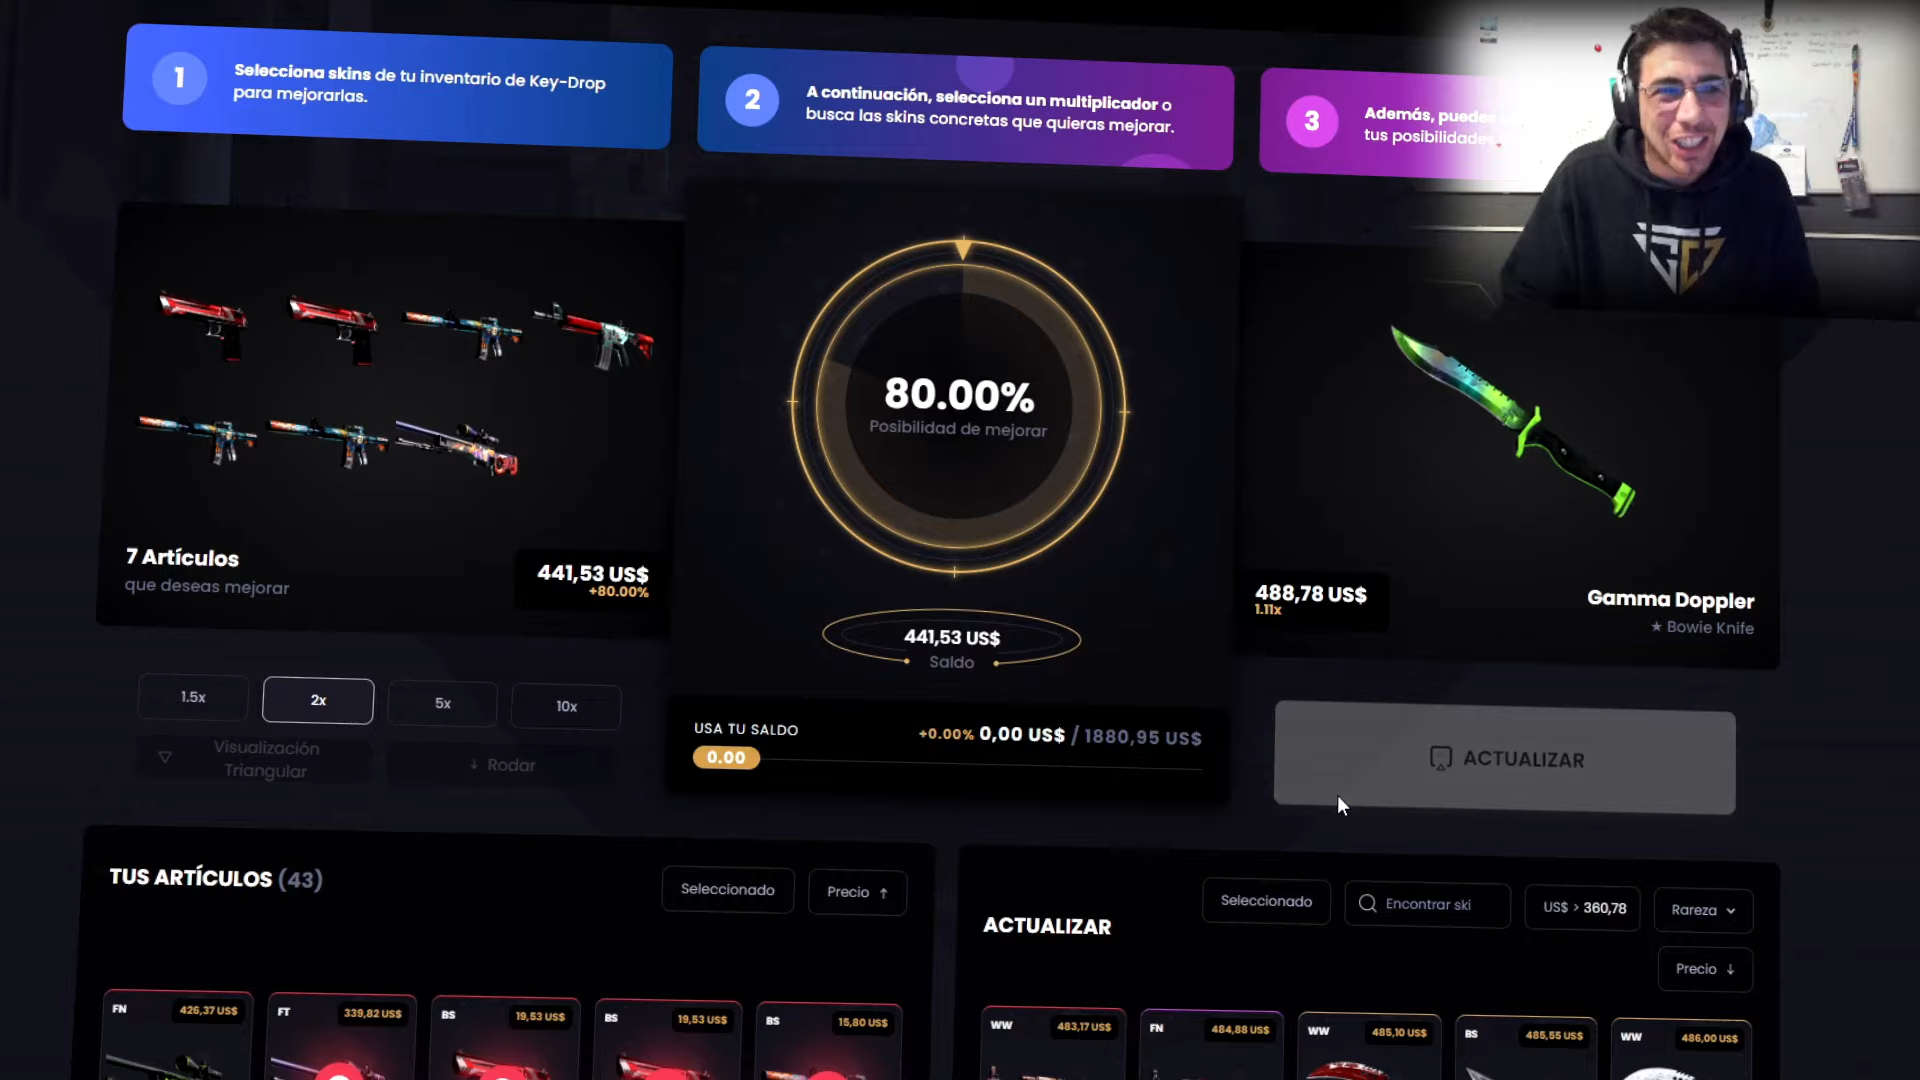 1
Selecciona skins de tu inventario de Key-Drop
para mejorarlas.
2
A continuación, selecciona un multiplicador o
busca las skins concretas que quieras mejorar.
3
Además, puedes
tus posibilidades
80.00%
Posibilidad de mejorar
7 Artículos
que deseas mejorar
441,53 US$
+80.00%
488,78 US$
1.11x
Gamma Doppler
★ Bowie Knife
441,53 US$
Saldo
1.5x
2x
5x
10x
Visualización
Triangular
↓ Rodar
USA TU SALDO
+0.00% 0,00 US$ / 1880,95 US$
0.00
ACTUALIZAR
TUS ARTÍCULOS (43)
Seleccionado
Precio ↑
ACTUALIZAR
Seleccionado
Encontrar ski
US$ > 360,78
Rareza
Precio ↓
FN
426,37 US$
FT
339,82 US$
BS
19,53 US$
BS
19,53 US$
BS
15,80 US$
WW
483,17 US$
FN
484,88 US$
WW
485,10 US$
BS
485,55 US$
WW
486,00 US$